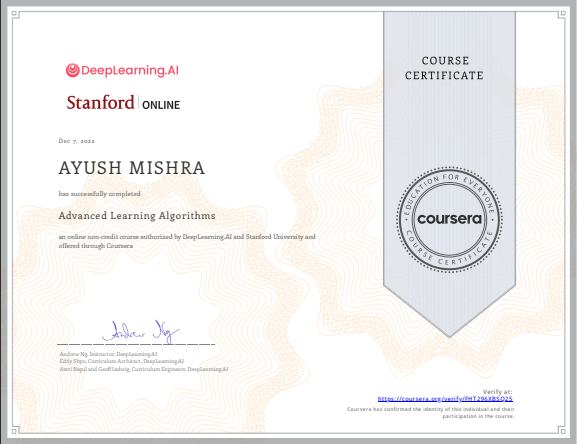 DeepLearning.AI
Stanford | ONLINE
Dec 7, 2022
AYUSH MISHRA
has successfully completed
Advanced Learning Algorithms
an online non-credit course authorized by DeepLearning.AI and Stanford University and
offered through Coursera
Andrew Ng
Andrew Ng, Instructor, DeepLearning.AI
Eddy Shyu, Curriculum Architect, DeepLearning.AI
Aarti Bagul and Geoff Ladwig, Curriculum Engineers, DeepLearning.AI
COURSE
CERTIFICATE
EDUCATION FOR EVERYONE
coursera
COURSE CERTIFICATE
Verify at:
https://coursera.org/verify/FHT296XBSQ25
Coursera has confirmed the identity of this individual and their
participation in the course.